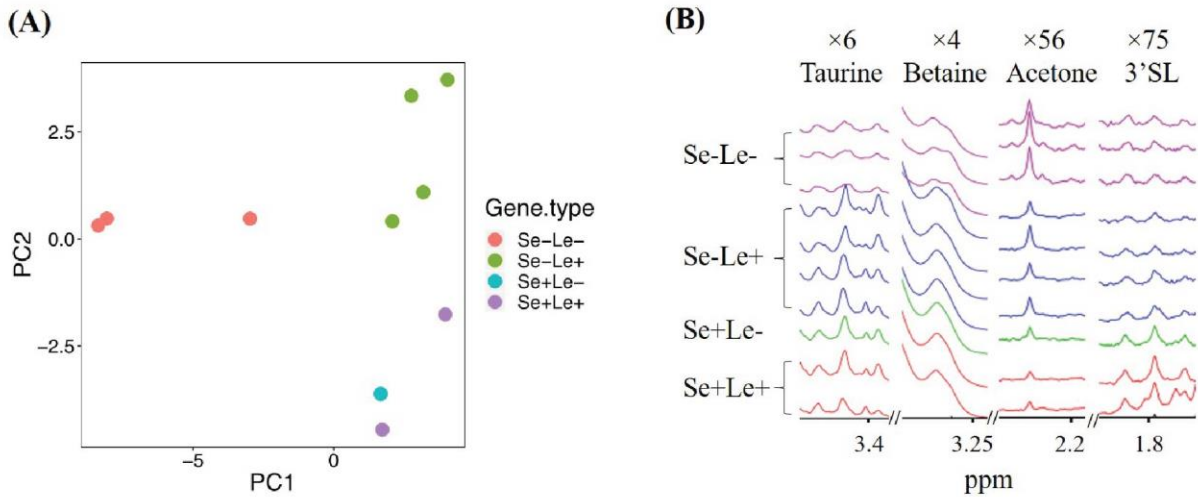 (A)
2.5
0.0
−2.5
PC2
−5
0
PC1
Gene.type
Se−Le−
Se−Le+
Se+Le−
Se+Le+
(B)
×6 ×4 ×56 ×75
Taurine Betaine Acetone 3’SL
Se-Le-
Se-Le+
Se+Le-
Se+Le+
3.4 3.25 2.2 1.8
ppm